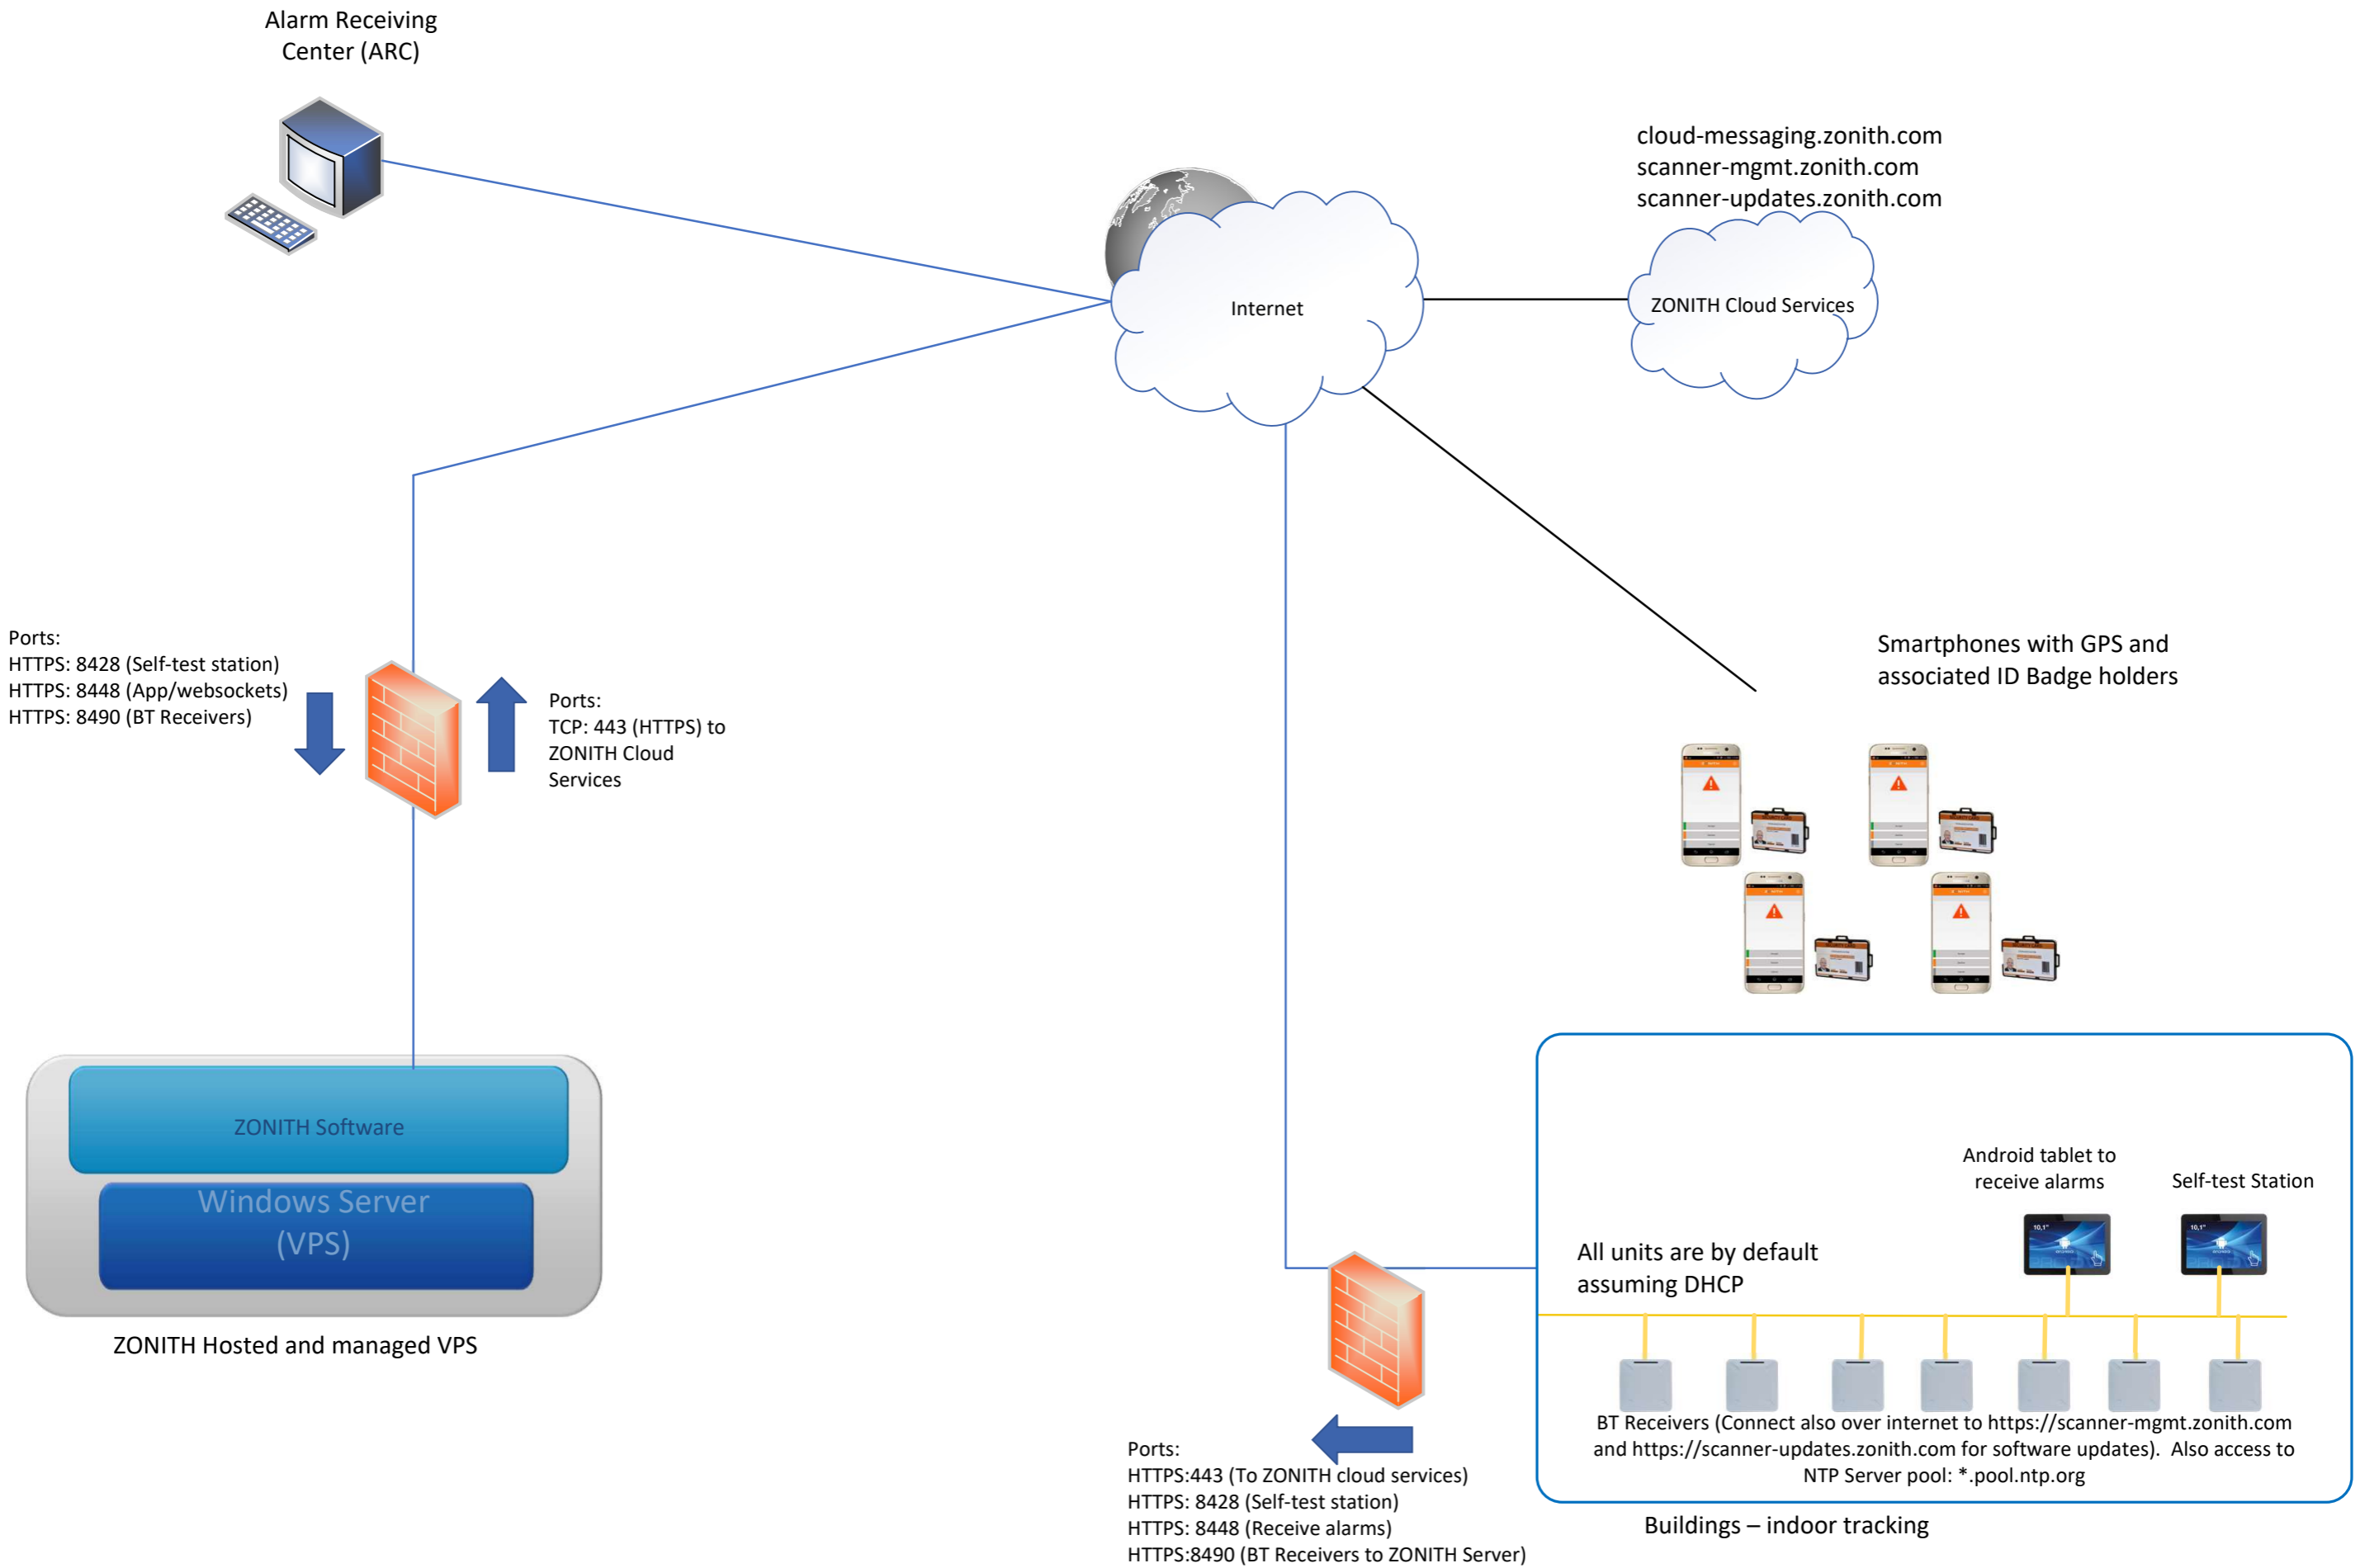 Alarm Receiving
Center (ARC)
cloud-messaging.zonith.com
scanner-mgmt.zonith.com
scanner-updates.zonith.com
Internet
ZONITH Cloud Services
Ports:
HTTPS: 8428 (Self-test station)
HTTPS: 8448 (App/websockets)
HTTPS: 8490 (BT Receivers)
Ports:
TCP: 443 (HTTPS) to
ZONITH Cloud
Services
Smartphones with GPS and
associated ID Badge holders
ZONITH Software
Windows Server
(VPS)
ZONITH Hosted and managed VPS
Android tablet to
receive alarms
Self-test Station
10,1"
10,1"
All units are by default
assuming DHCP
BT Receivers (Connect also over internet to https://scanner-mgmt.zonith.com
and https://scanner-updates.zonith.com for software updates).  Also access to
NTP Server pool: *.pool.ntp.org
Buildings – indoor tracking
Ports:
HTTPS:443 (To ZONITH cloud services)
HTTPS: 8428 (Self-test station)
HTTPS: 8448 (Receive alarms)
HTTPS:8490 (BT Receivers to ZONITH Server)